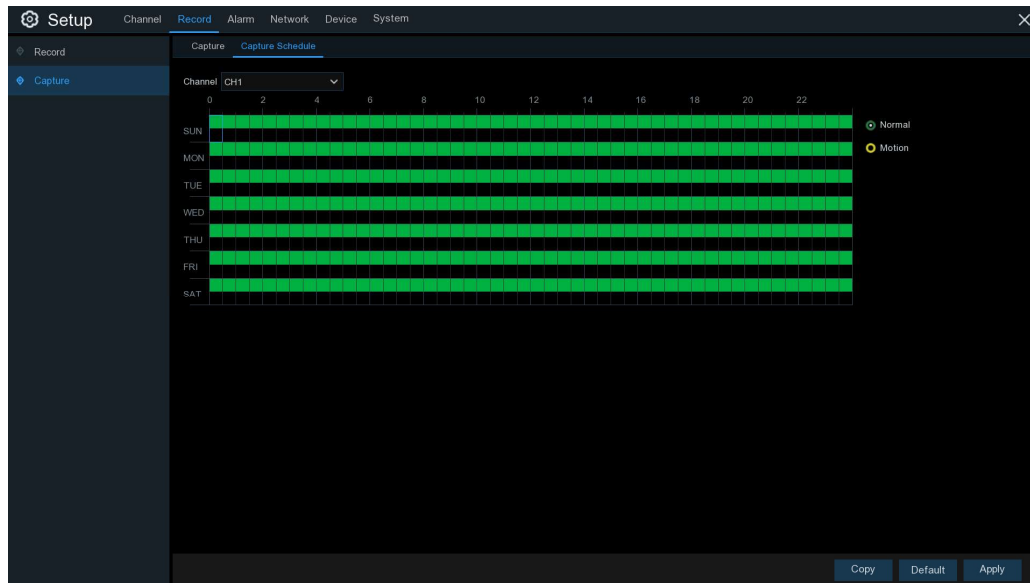 Setup Channel Record Alarm Network Device System
Record
Capture
Capture Capture Schedule
Channel CH1
0 2 4 6 8 10 12 14 16 18 20 22
SUN
MON
TUE
WED
THU
FRI
SAT
Normal
Motion
Copy Default Apply